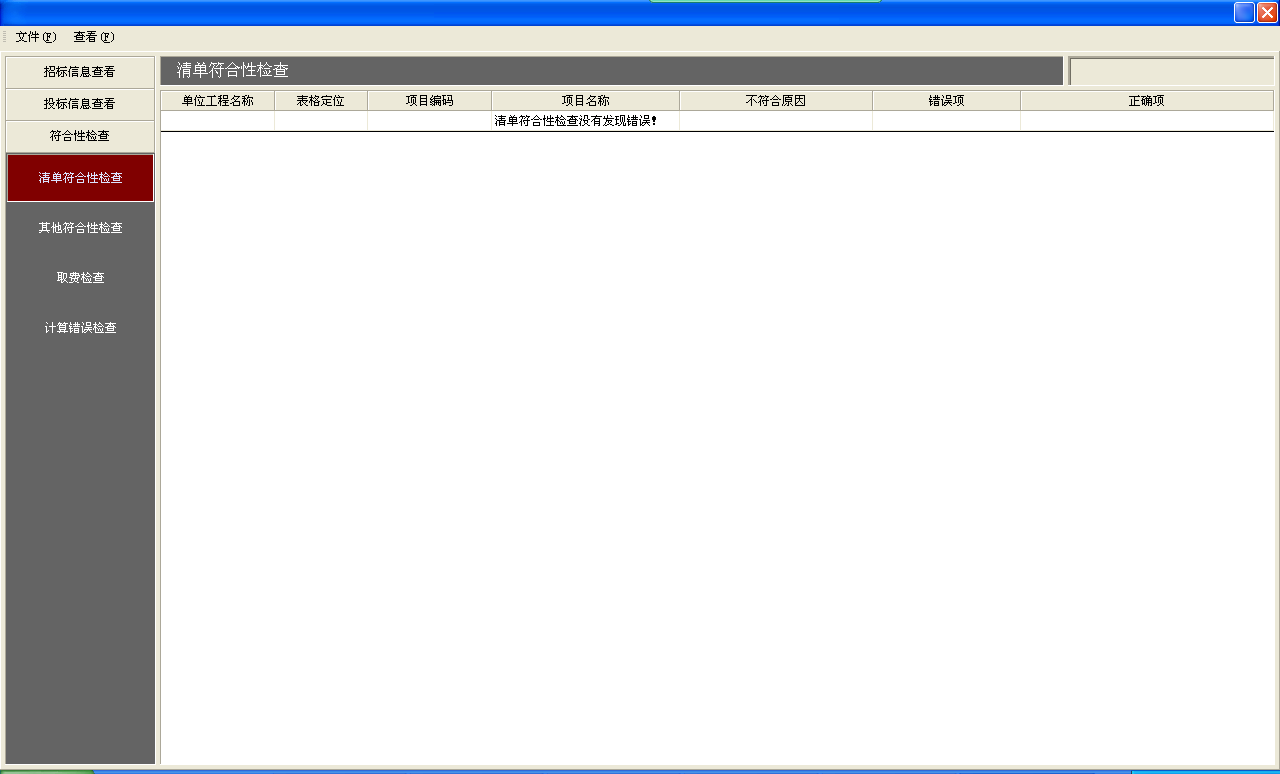 文件(F) 查看(F)
招标信息查看
投标信息查看
符合性检查
清单符合性检查
其他符合性检查
取费检查
计算错误检查
清单符合性检查
单位工程名称 表格定位 项目编码 项目名称 不符合原因 错误项 正确项
清单符合性检查没有发现错误!